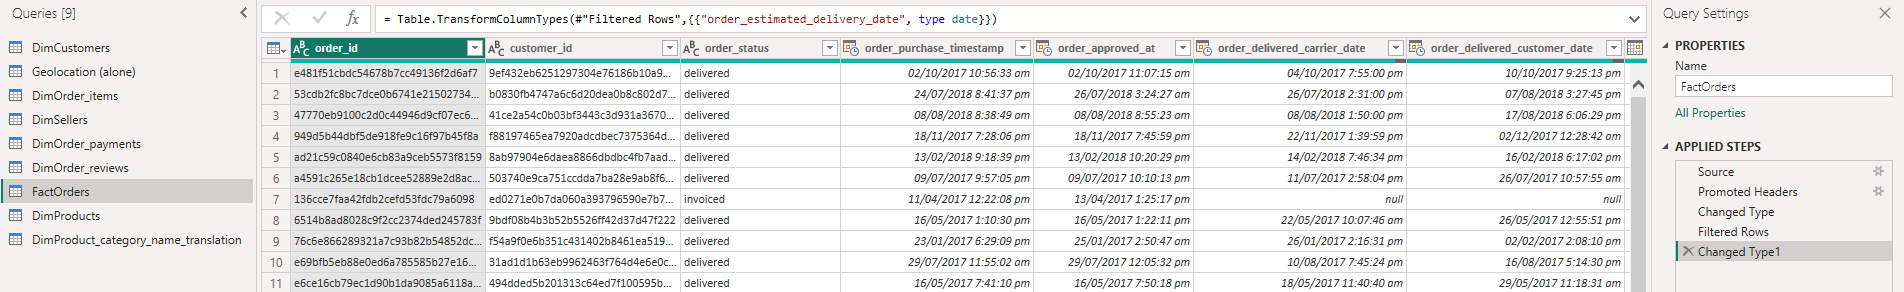 Queries [9]
DimCustomers
Geolocation (alone)
DimOrder_items
DimSellers
DimOrder_payments
DimOrder_reviews
FactOrders
DimProducts
DimProduct_category_name_translation
= Table.TransformColumnTypes(#"Filtered Rows",{{"order_estimated_delivery_date", type date}})
order_id customer_id order_status order_purchase_timestamp order_approved_at order_delivered_carrier_date order_delivered_customer_date
1 e481f51cbdc54678b7cc49136f2d6af7 9ef432eb6251297304e76186b10a9... delivered 02/10/2017 10:56:33 am 02/10/2017 11:07:15 am 04/10/2017 7:55:00 pm 10/10/2017 9:25:13 pm
2 53cdb2fc8bc7dce0b6741e21502734... b0830fb4747a6c6d20dea0b8c802d7... delivered 24/07/2018 8:41:37 pm 26/07/2018 3:24:27 am 26/07/2018 2:31:00 pm 07/08/2018 3:27:45 pm
3 47770eb9100c2d0c44946d9cf07ec6... 41ce2a54c0b03bf3443c3d931a3670... delivered 08/08/2018 8:38:49 am 08/08/2018 8:55:23 am 08/08/2018 1:50:00 pm 17/08/2018 6:06:29 pm
4 949d5b44dbf5de918fe9c16f97b45f8a f88197465ea7920adcdbec7375364d... delivered 18/11/2017 7:28:06 pm 18/11/2017 7:45:59 pm 22/11/2017 1:39:59 pm 02/12/2017 12:28:42 am
5 ad21c59c0840e6cb83a9ceb5573f8159 8ab97904e6daea8866dbdbc4fb7aad... delivered 13/02/2018 9:18:39 pm 13/02/2018 10:20:29 pm 14/02/2018 7:46:34 pm 16/02/2018 6:17:02 pm
6 a4591c265e18cb1dcee52889e2d8ac... 503740e9ca751ccdda7ba28e9ab8f6... delivered 09/07/2017 9:57:05 pm 09/07/2017 10:10:13 pm 11/07/2017 2:58:04 pm 26/07/2017 10:57:55 am
7 136cce7faa42fdb2cefd53fdc79a6098 ed0271e0b7da060a393796590e7b7... invoiced 11/04/2017 12:22:08 pm 13/04/2017 1:25:17 pm null null
8 6514b8ad8028c9f2cc2374ded245783f 9bdf08b4b3b52b5526ff42d37d47f222 delivered 16/05/2017 1:10:30 pm 16/05/2017 1:22:11 pm 22/05/2017 10:07:46 am 26/05/2017 12:55:51 pm
9 76c6e866289321a7c93b82b54852dc... f54a9f0e6b351c431402b8461ea519... delivered 23/01/2017 6:29:09 pm 25/01/2017 2:50:47 am 26/01/2017 2:16:31 pm 02/02/2017 2:08:10 pm
10 e69bfb5eb88e0ed6a785585b27e16... 31ad1d1b63eb9962463f764d4e6e0c... delivered 29/07/2017 11:55:02 am 29/07/2017 12:05:32 pm 10/08/2017 7:45:24 pm 16/08/2017 5:14:30 pm
11 e6ce16cb79ec1d90b1da9085a6118a... 494dded5b201313c64ed7f100595b... delivered 16/05/2017 7:41:10 pm 16/05/2017 7:50:18 pm 18/05/2017 11:40:40 am 29/05/2017 11:18:31 am
Query Settings
PROPERTIES
Name
FactOrders
All Properties
APPLIED STEPS
Source
Promoted Headers
Changed Type
Filtered Rows
Changed Type1